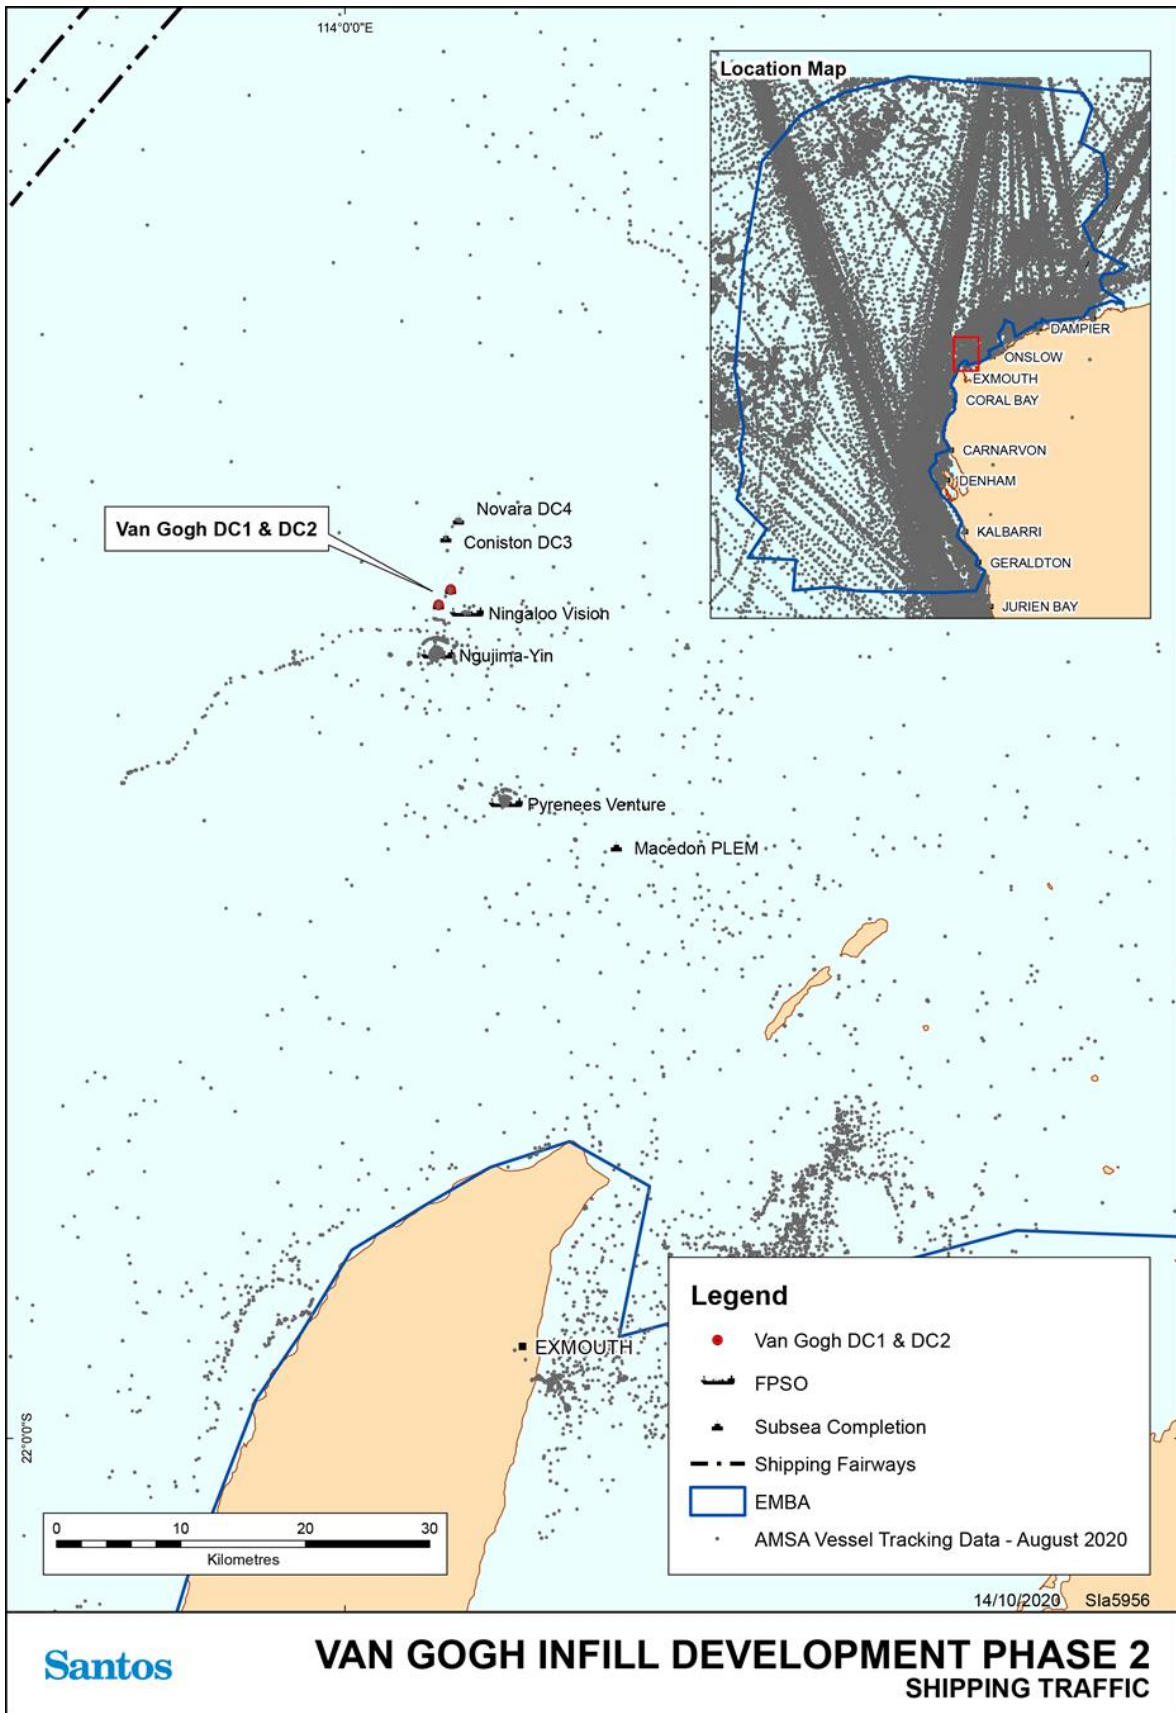 114°0'0"E
Location Map
DAMPIER
ONSLOW
EXMOUTH
CORAL BAY
CARNARVON
DENHAM
KALBARRI
GERALDTON
JURIEN BAY
Novara DC4
Van Gogh DC1 & DC2
Coniston DC3
Ningaloo Vision
Ngujima-Yin
Pyrenees Venture
Macedon PLEM
EXMOUTH
22°0'0"S
Legend
Van Gogh DC1 & DC2
FPSO
Subsea Completion
Shipping Fairways
EMBA
AMSA Vessel Tracking Data - August 2020
0 10 20 30
Kilometres
14/10/2020 Sla5956
Santos
VAN GOGH INFILL DEVELOPMENT PHASE 2
SHIPPING TRAFFIC